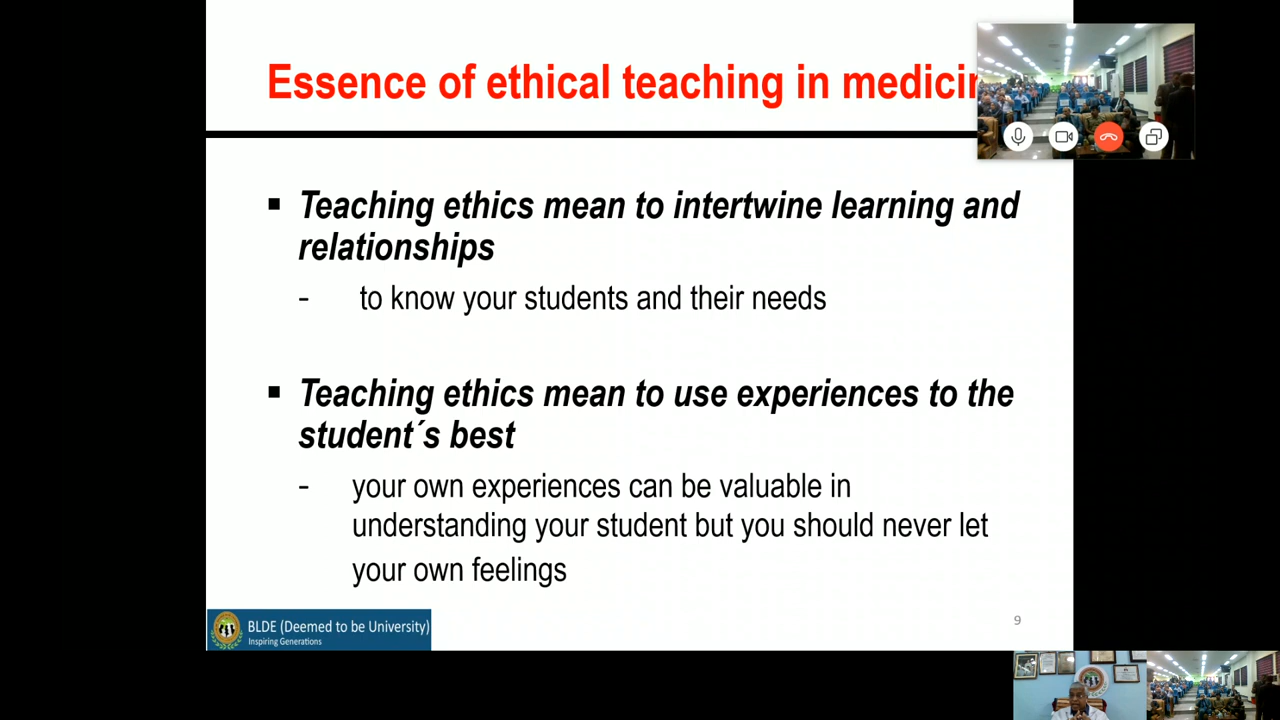 Essence of ethical teaching in medicin
▪ Teaching ethics mean to intertwine learning and
relationships
- to know your students and their needs
▪ Teaching ethics mean to use experiences to the
student´s best
- your own experiences can be valuable in
understanding your student but you should never let
your own feelings
BLDE (Deemed to be University)
Inspiring Generations
9